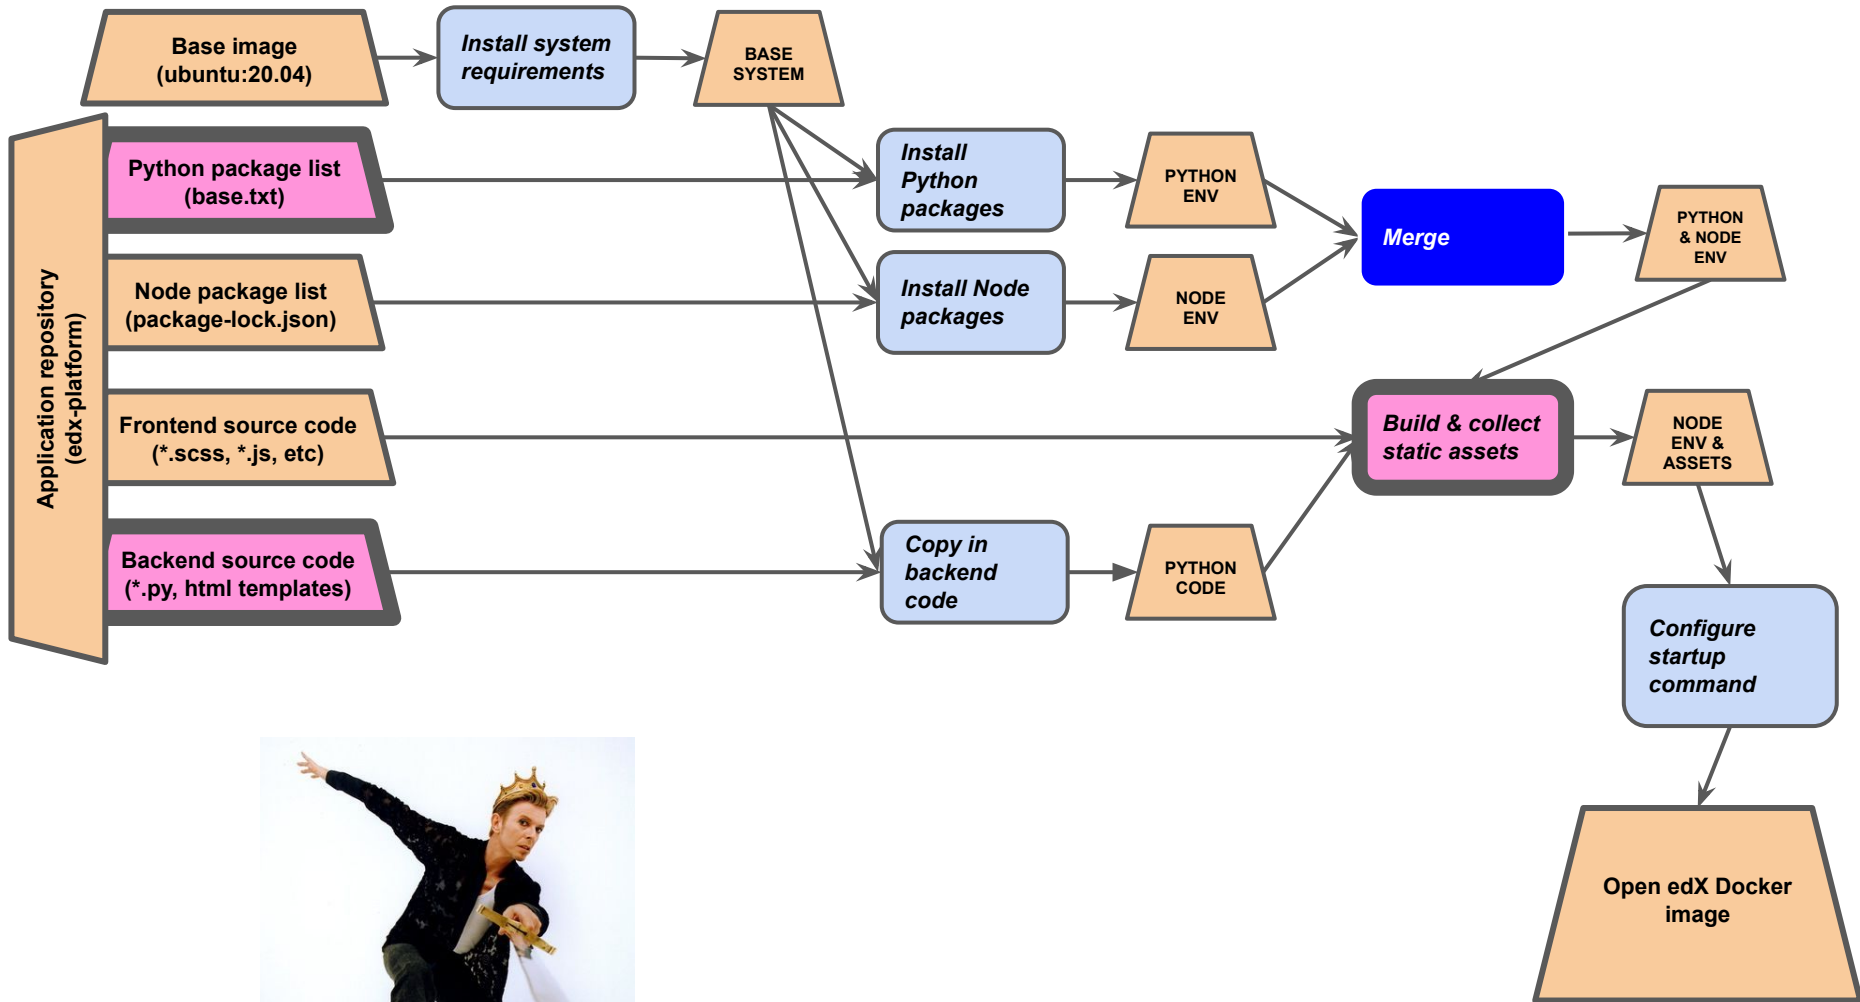 Base image
(ubuntu:20.04)
Install system
requirements
BASE
SYSTEM
Application repository
(edx-platform)
Python package list
(base.txt)
Install
Python
packages
PYTHON
ENV
Merge
PYTHON
& NODE
ENV
Node package list
(package-lock.json)
Install Node
packages
NODE
ENV
Frontend source code
(*.scss, *.js, etc)
Build & collect
static assets
NODE
ENV &
ASSETS
Backend source code
(*.py, html templates)
Copy in
backend
code
PYTHON
CODE
Configure
startup
command
Open edX Docker
image